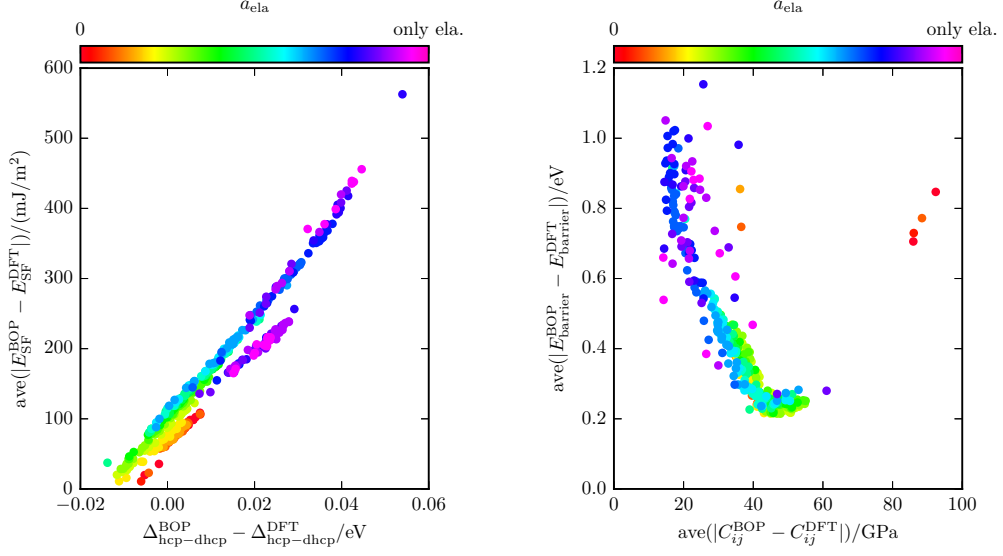 a_ela
0 only ela.
600
500
400
300
200
100
0
ave(|E_SF^BOP − E_SF^DFT|)/(mJ/m²)
−0.02 0.00 0.02 0.04 0.06
Δ_hcp−dhcp^BOP − Δ_hcp−dhcp^DFT/eV
a_ela
0 only ela.
1.2
1.0
0.8
0.6
0.4
0.2
0.0
ave(|E_barrier^BOP − E_barrier^DFT|)/eV
0 20 40 60 80 100
ave(|C_ij^BOP − C_ij^DFT|)/GPa